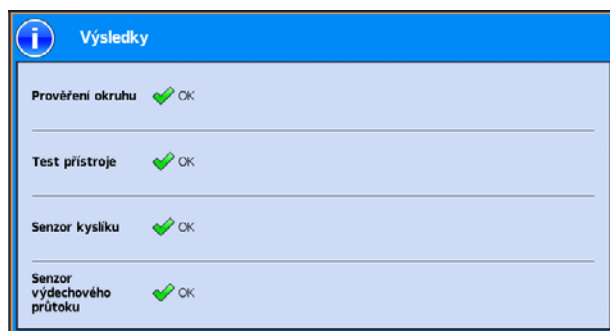 Výsledky
Prověření okruhu OK
Test přístroje OK
Senzor kyslíku OK
Senzor
výdechového OK
průtoku